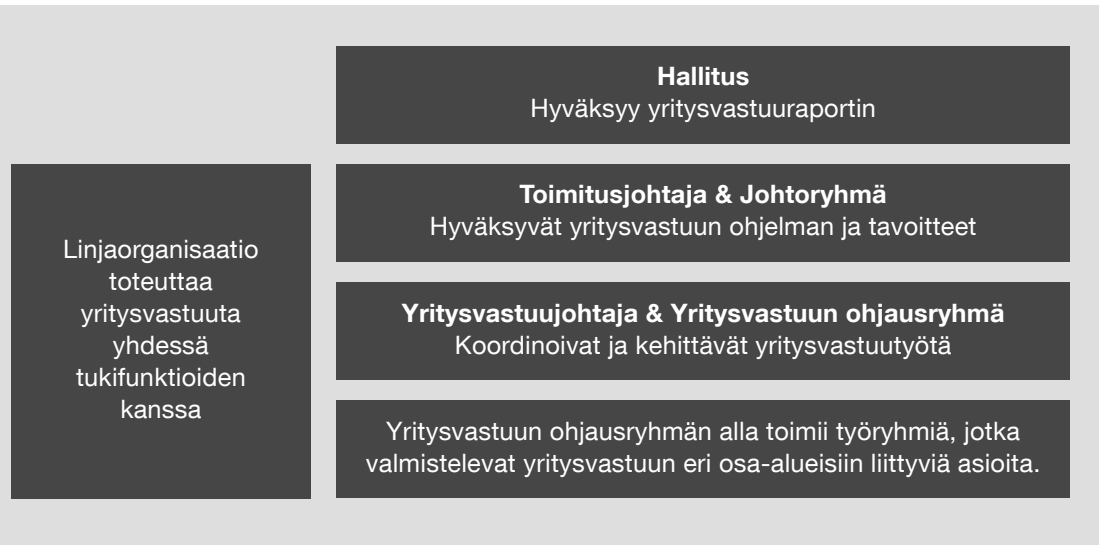 Hallitus
Hyväksyy yritysvastuuraportin
Toimitusjohtaja & Johtoryhmä
Hyväksyvät yritysvastuun ohjelman ja tavoitteet
Linjaorganisaatio
toteuttaa
yritysvastuuta
yhdessä
tukifunktioiden
kanssa
Yritysvastuujohtaja & Yritysvastuun ohjausryhmä
Koordinoivat ja kehittävät yritysvastuutyötä
Yritysvastuun ohjausryhmän alla toimii työryhmiä, jotka
valmistelevat yritysvastuun eri osa-alueisiin liittyviä asioita.